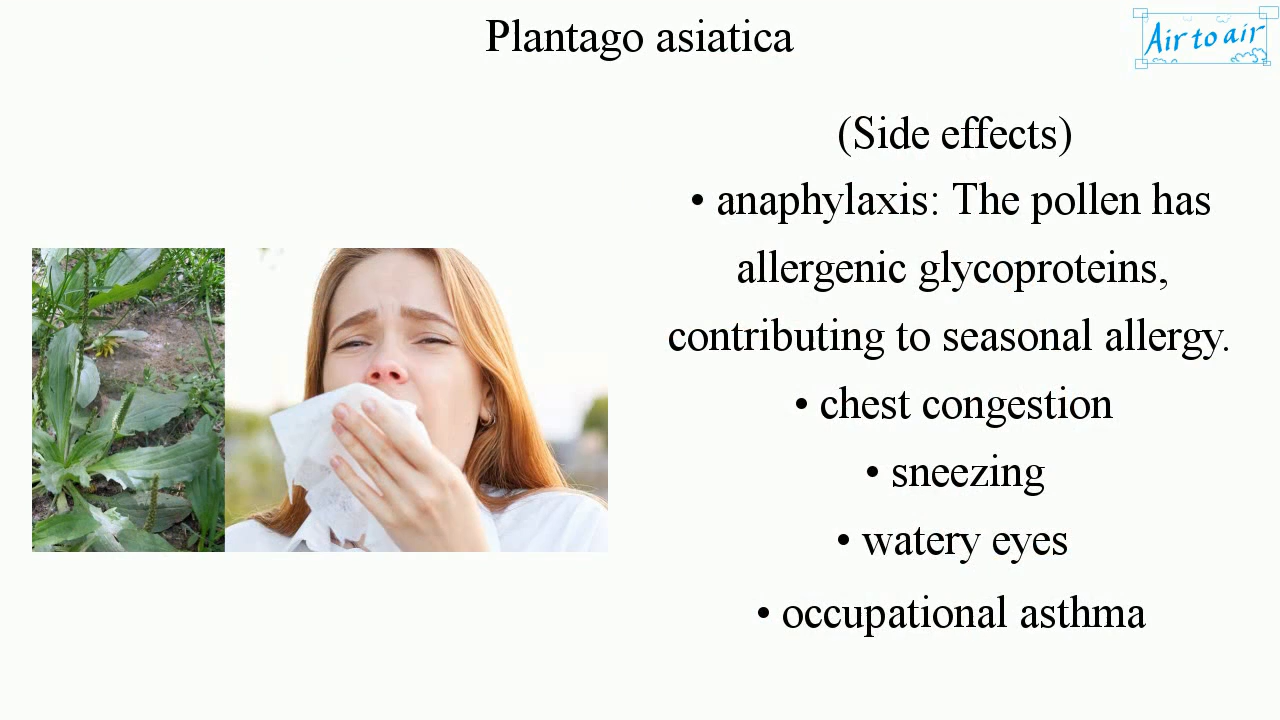 Plantago asiatica
Air to air
(Side effects)
• anaphylaxis: The pollen has
allergenic glycoproteins,
contributing to seasonal allergy.
• chest congestion
• sneezing
• watery eyes
• occupational asthma